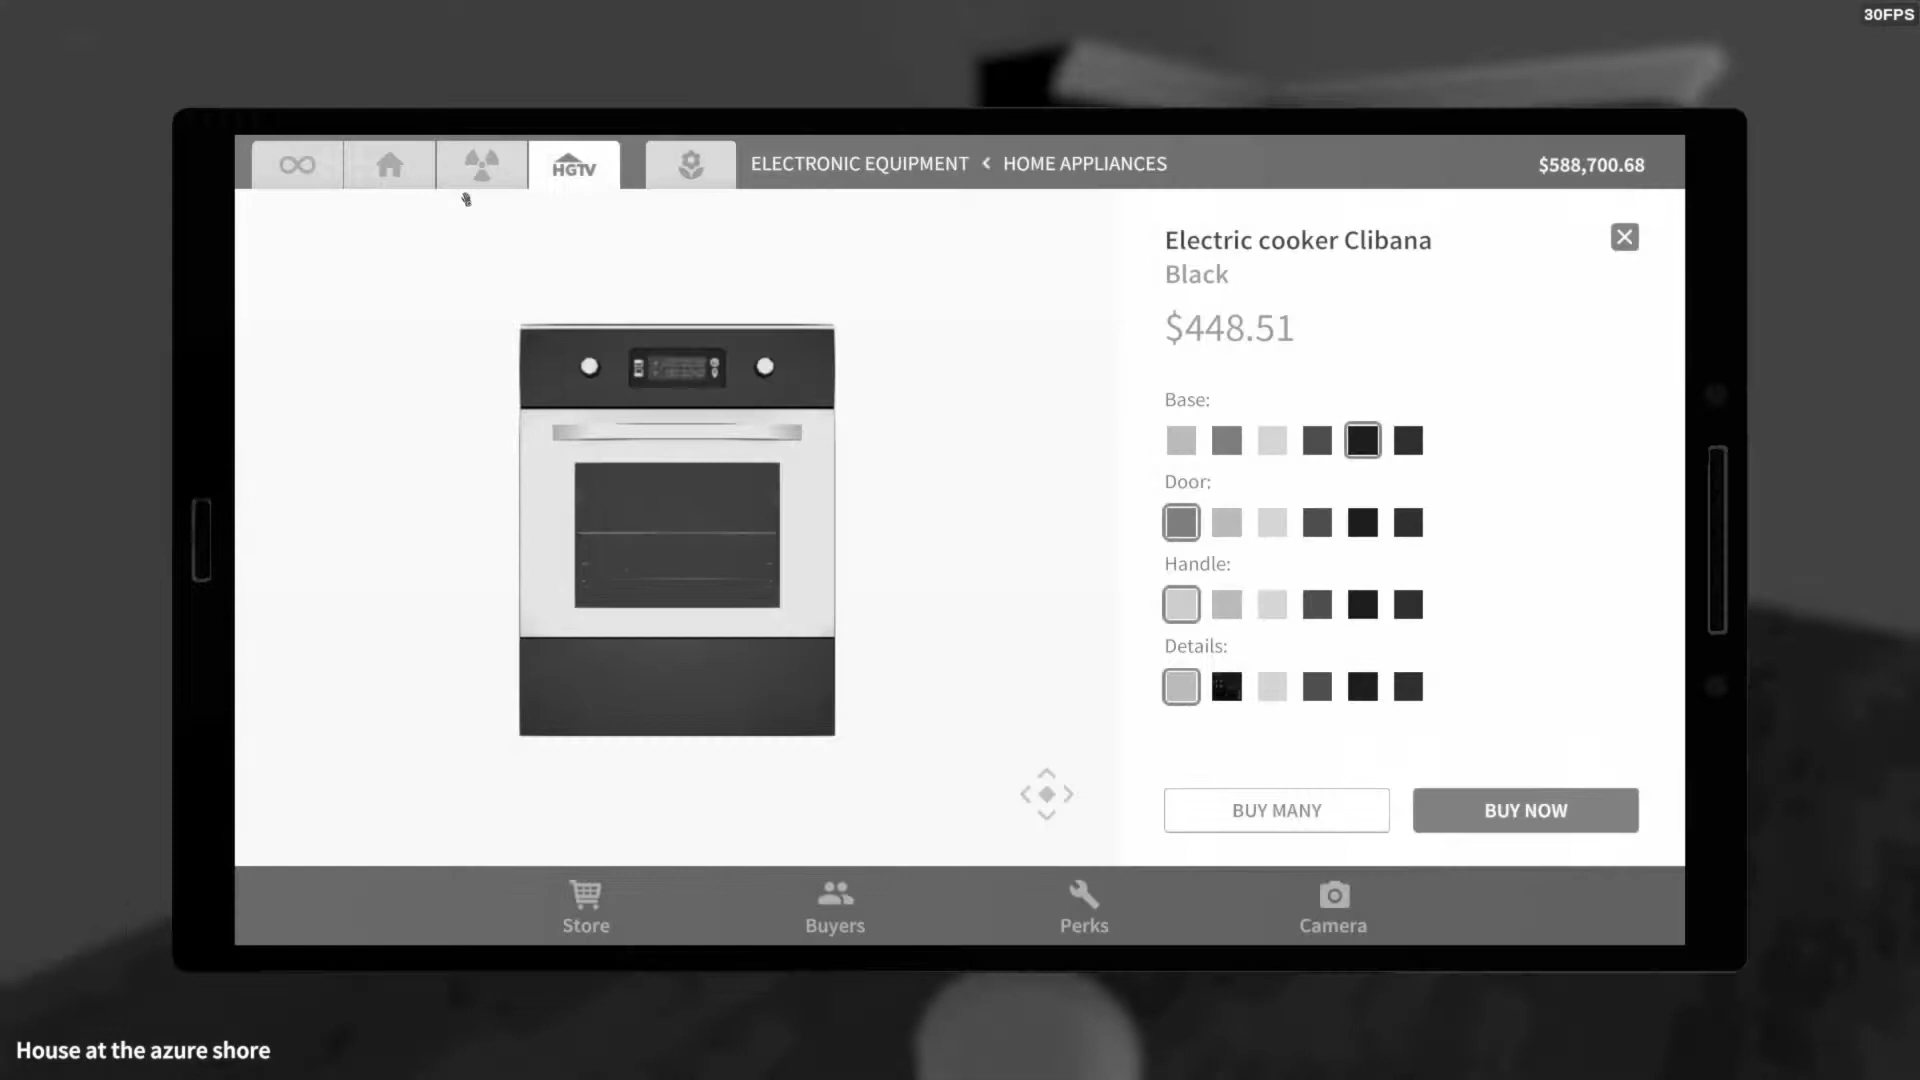 30FPS
HGTV
ELECTRONIC EQUIPMENT < HOME APPLIANCES
$588,700.68
Electric cooker Clibana
Black
$448.51
Base:
Door:
Handle:
Details:
BUY MANY
BUY NOW
Store
Buyers
Perks
Camera
House at the azure shore